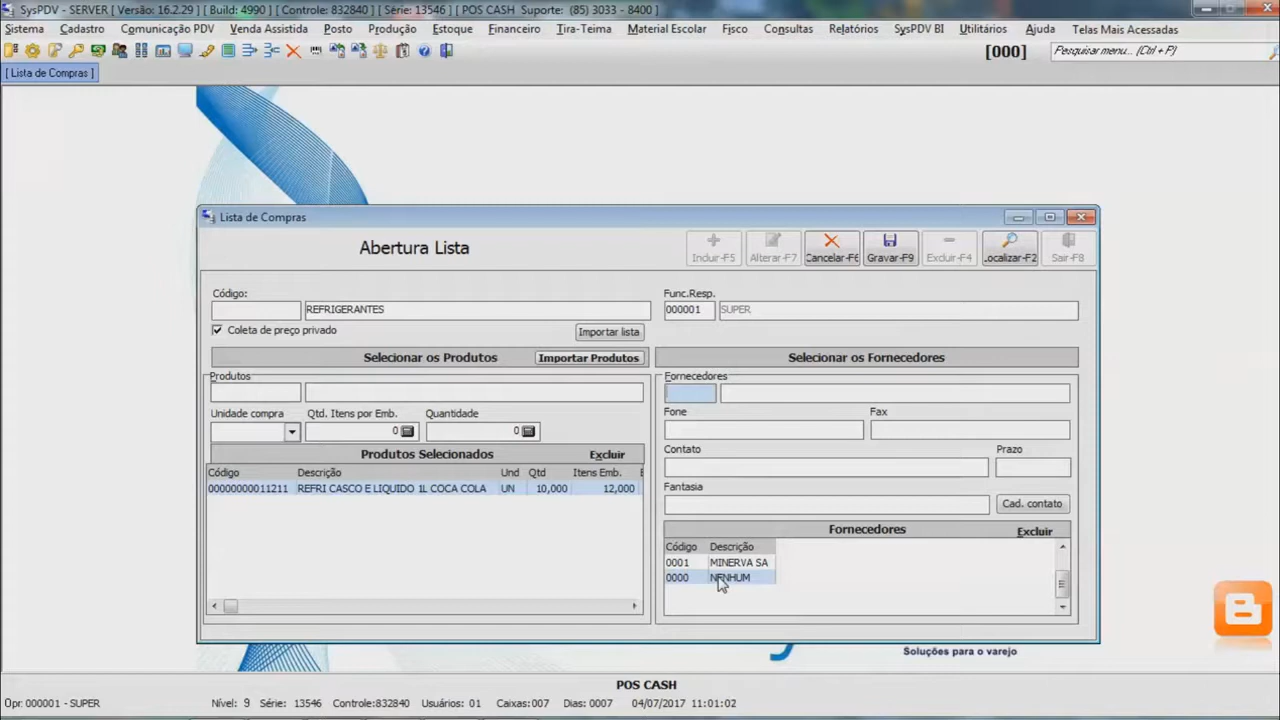 SysPDV - SERVER [ Versão: 16.2.29 ] [ Build: 4990 ] [ Controle: 832840 ] [ Série: 13546 ] [ POS CASH Suporte: (85) 3033 - 8400 ]
Sistema Cadastro Comunicação PDV Venda Assistida Posto Produção Estoque Financeiro Tira-Teima Material Escolar Fisco Consultas Relatórios SysPDV BI Utilitários Ajuda Telas Mais Acessadas
[000] Pesquisar menu... (Ctrl + P)
[ Lista de Compras ]
Lista de Compras
Abertura Lista
Incluir-F5 Alterar-F7 Cancelar-F6 Gravar-F9 Excluir-F4 Localizar-F2 Sair-F8
Código: Func.Resp.
REFRIGERANTES 000001 SUPER
Coleta de preço privado Importar lista
Selecionar os Produtos Importar Produtos Selecionar os Fornecedores
Produtos Fornecedores
Unidade compra Qtd. Itens por Emb. Quantidade Fone Fax
0 0
Contato Prazo
Produtos Selecionados Excluir
Código Descrição Und Qtd Itens Emb. E
00000000011211 REFRI CASCO E LIQUIDO 1L COCA COLA UN 10,000 12,000
Fantasia
Cad. contato
Fornecedores Excluir
Código Descrição
0001 MINERVA SA
0000 NENHUM
Soluções para o varejo
POS CASH
Opr: 000001 - SUPER Nível: 9 Série: 13546 Controle:832840 Usuários: 01 Caixas:007 Dias: 0007 04/07/2017 11:01:02